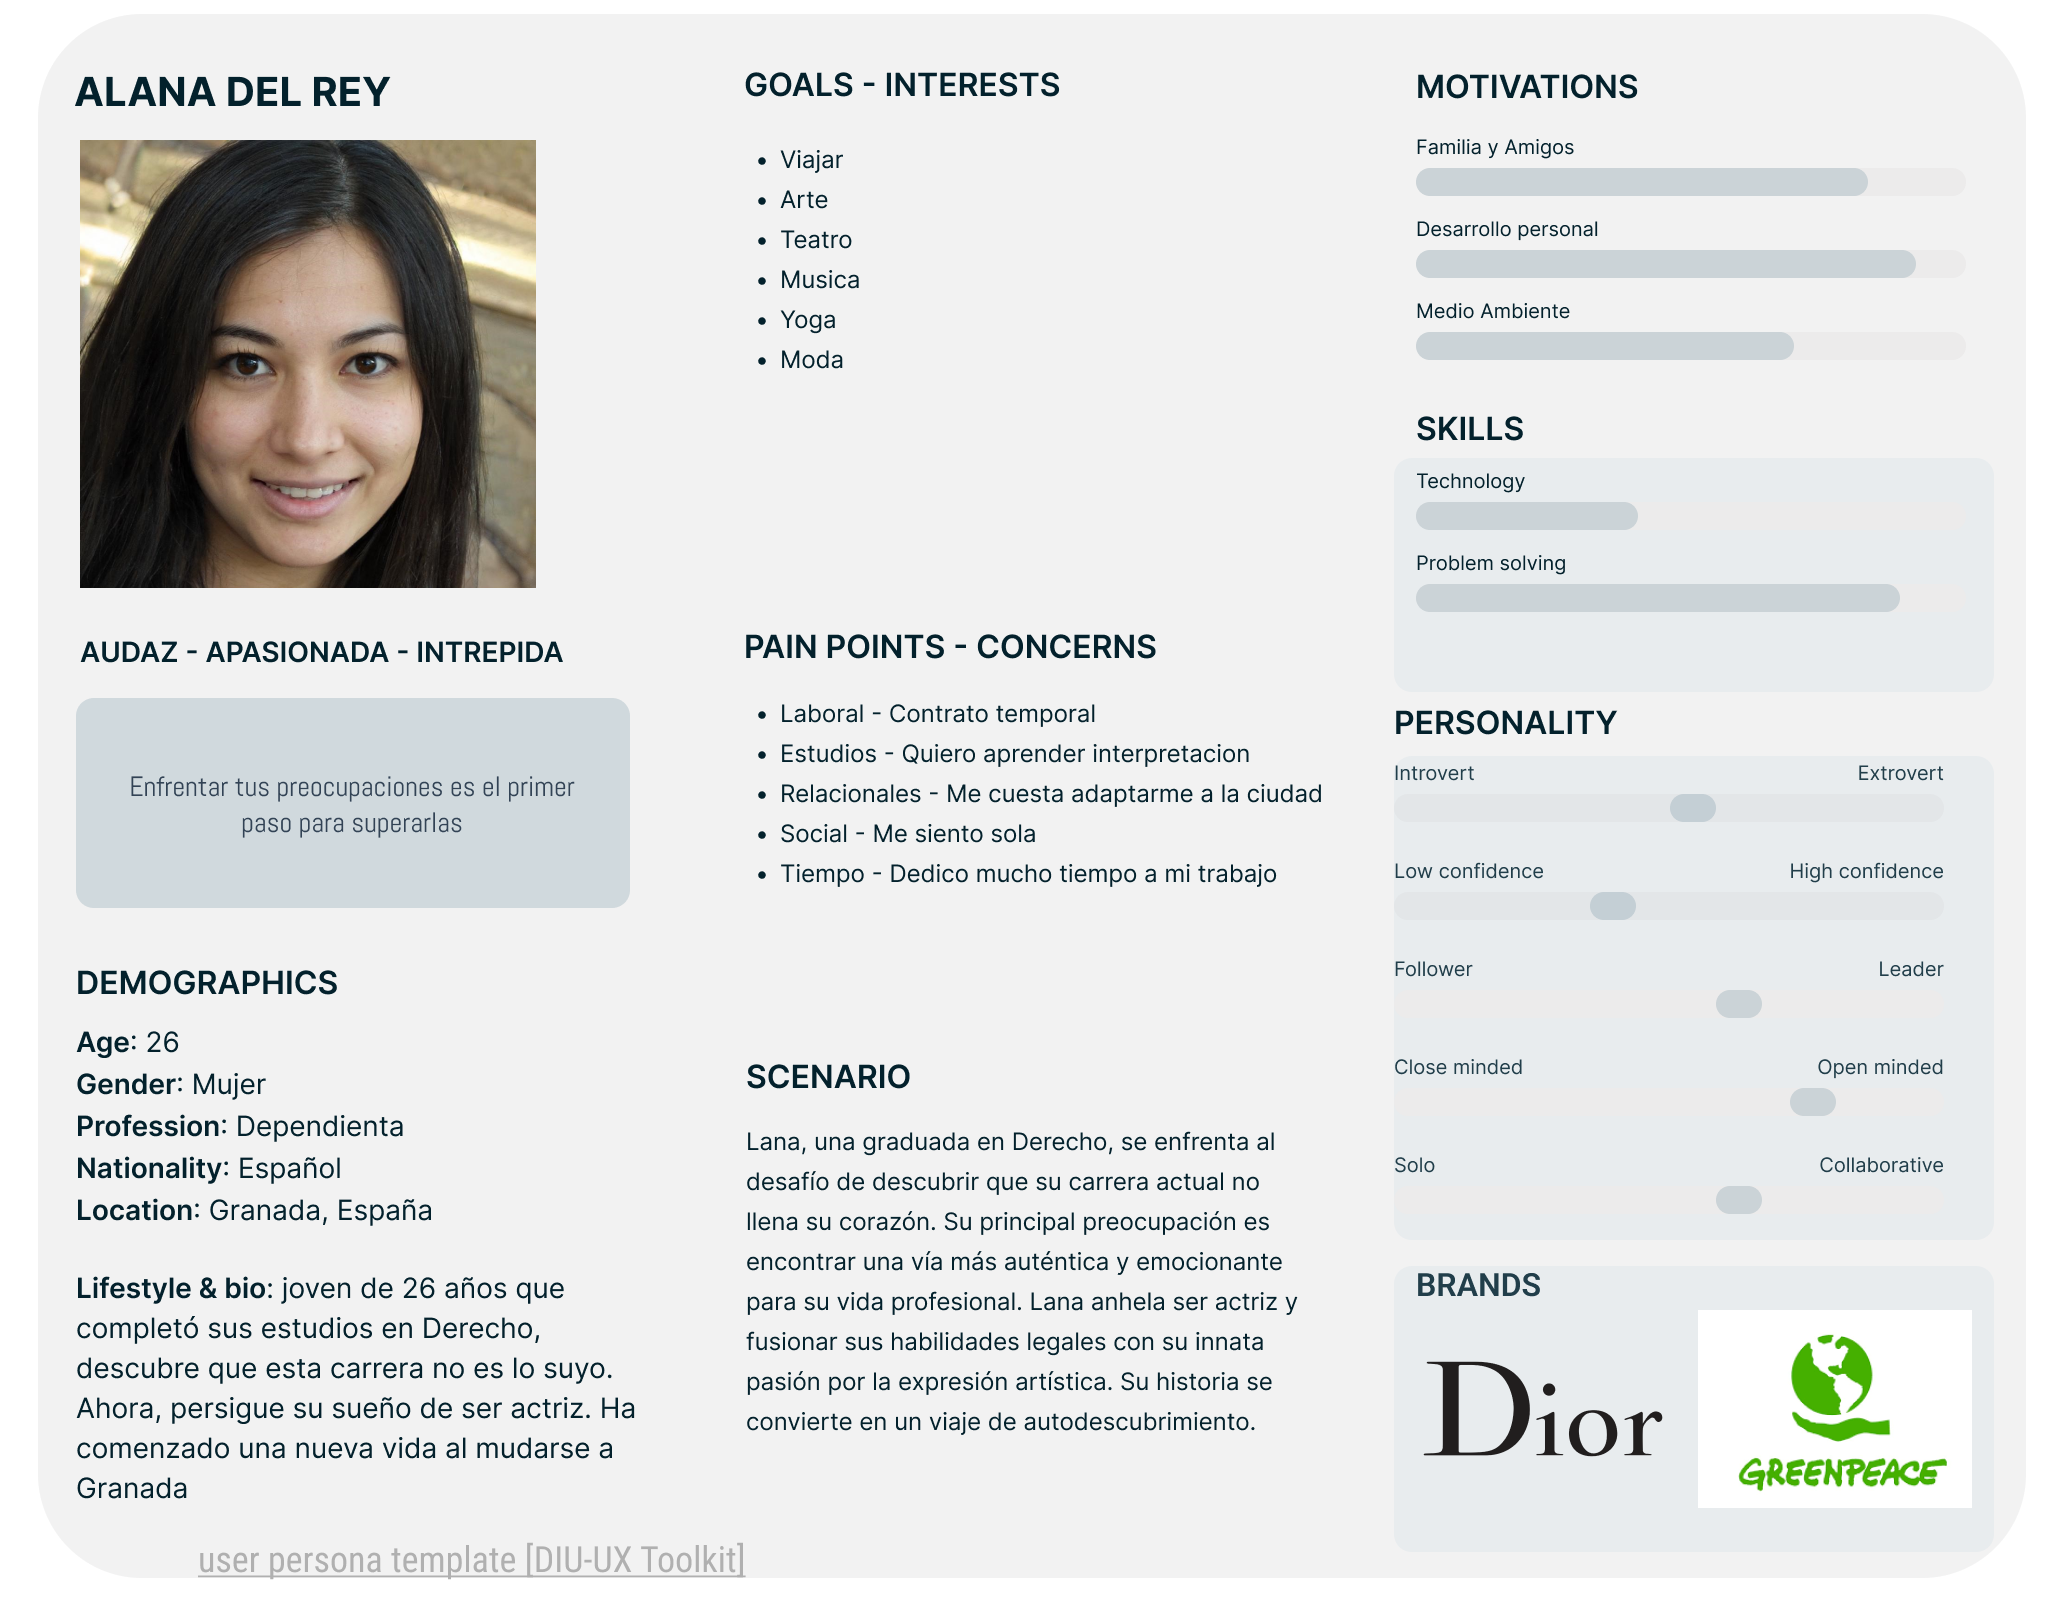 ALANA DEL REY
AUDAZ - APASIONADA - INTREPIDA
Enfrentar tus preocupaciones es el primer
paso para superarlas
DEMOGRAPHICS
Age: 26
Gender: Mujer
Profession: Dependienta
Nationality: Español
Location: Granada, España
Lifestyle & bio: joven de 26 años que
completó sus estudios en Derecho,
descubre que esta carrera no es lo suyo.
Ahora, persigue su sueño de ser actriz. Ha
comenzado una nueva vida al mudarse a
Granada
GOALS - INTERESTS
• Viajar
• Arte
• Teatro
• Musica
• Yoga
• Moda
PAIN POINTS - CONCERNS
• Laboral - Contrato temporal
• Estudios - Quiero aprender interpretacion
• Relacionales - Me cuesta adaptarme a la ciudad
• Social - Me siento sola
• Tiempo - Dedico mucho tiempo a mi trabajo
SCENARIO
Lana, una graduada en Derecho, se enfrenta al
desafío de descubrir que su carrera actual no
llena su corazón. Su principal preocupación es
encontrar una vía más auténtica y emocionante
para su vida profesional. Lana anhela ser actriz y
fusionar sus habilidades legales con su innata
pasión por la expresión artística. Su historia se
convierte en un viaje de autodescubrimiento.
MOTIVATIONS
Familia y Amigos
Desarrollo personal
Medio Ambiente
SKILLS
Technology
Problem solving
PERSONALITY
Introvert Extrovert
Low confidence High confidence
Follower Leader
Close minded Open minded
Solo Collaborative
BRANDS
Dior
GREENPEACE
user persona template [DIU-UX Toolkit]